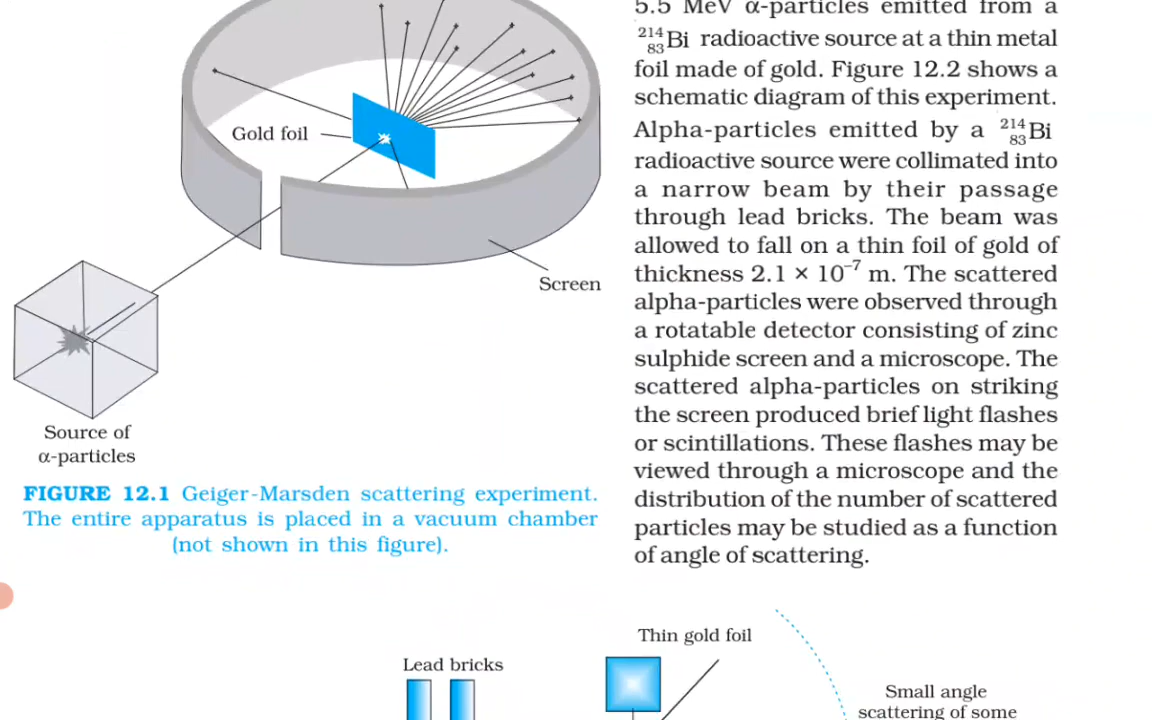 Gold foil
Screen
Source of
α-particles
FIGURE 12.1 Geiger-Marsden scattering experiment.
The entire apparatus is placed in a vacuum chamber
(not shown in this figure).
5.5 MeV α-particles emitted from a
²¹⁴₈₃Bi radioactive source at a thin metal
foil made of gold. Figure 12.2 shows a
schematic diagram of this experiment.
Alpha-particles emitted by a ²¹⁴₈₃Bi
radioactive source were collimated into
a narrow beam by their passage
through lead bricks. The beam was
allowed to fall on a thin foil of gold of
thickness 2.1 × 10⁻⁷ m. The scattered
alpha-particles were observed through
a rotatable detector consisting of zinc
sulphide screen and a microscope. The
scattered alpha-particles on striking
the screen produced brief light flashes
or scintillations. These flashes may be
viewed through a microscope and the
distribution of the number of scattered
particles may be studied as a function
of angle of scattering.
Thin gold foil
Lead bricks
Small angle
scattering of some